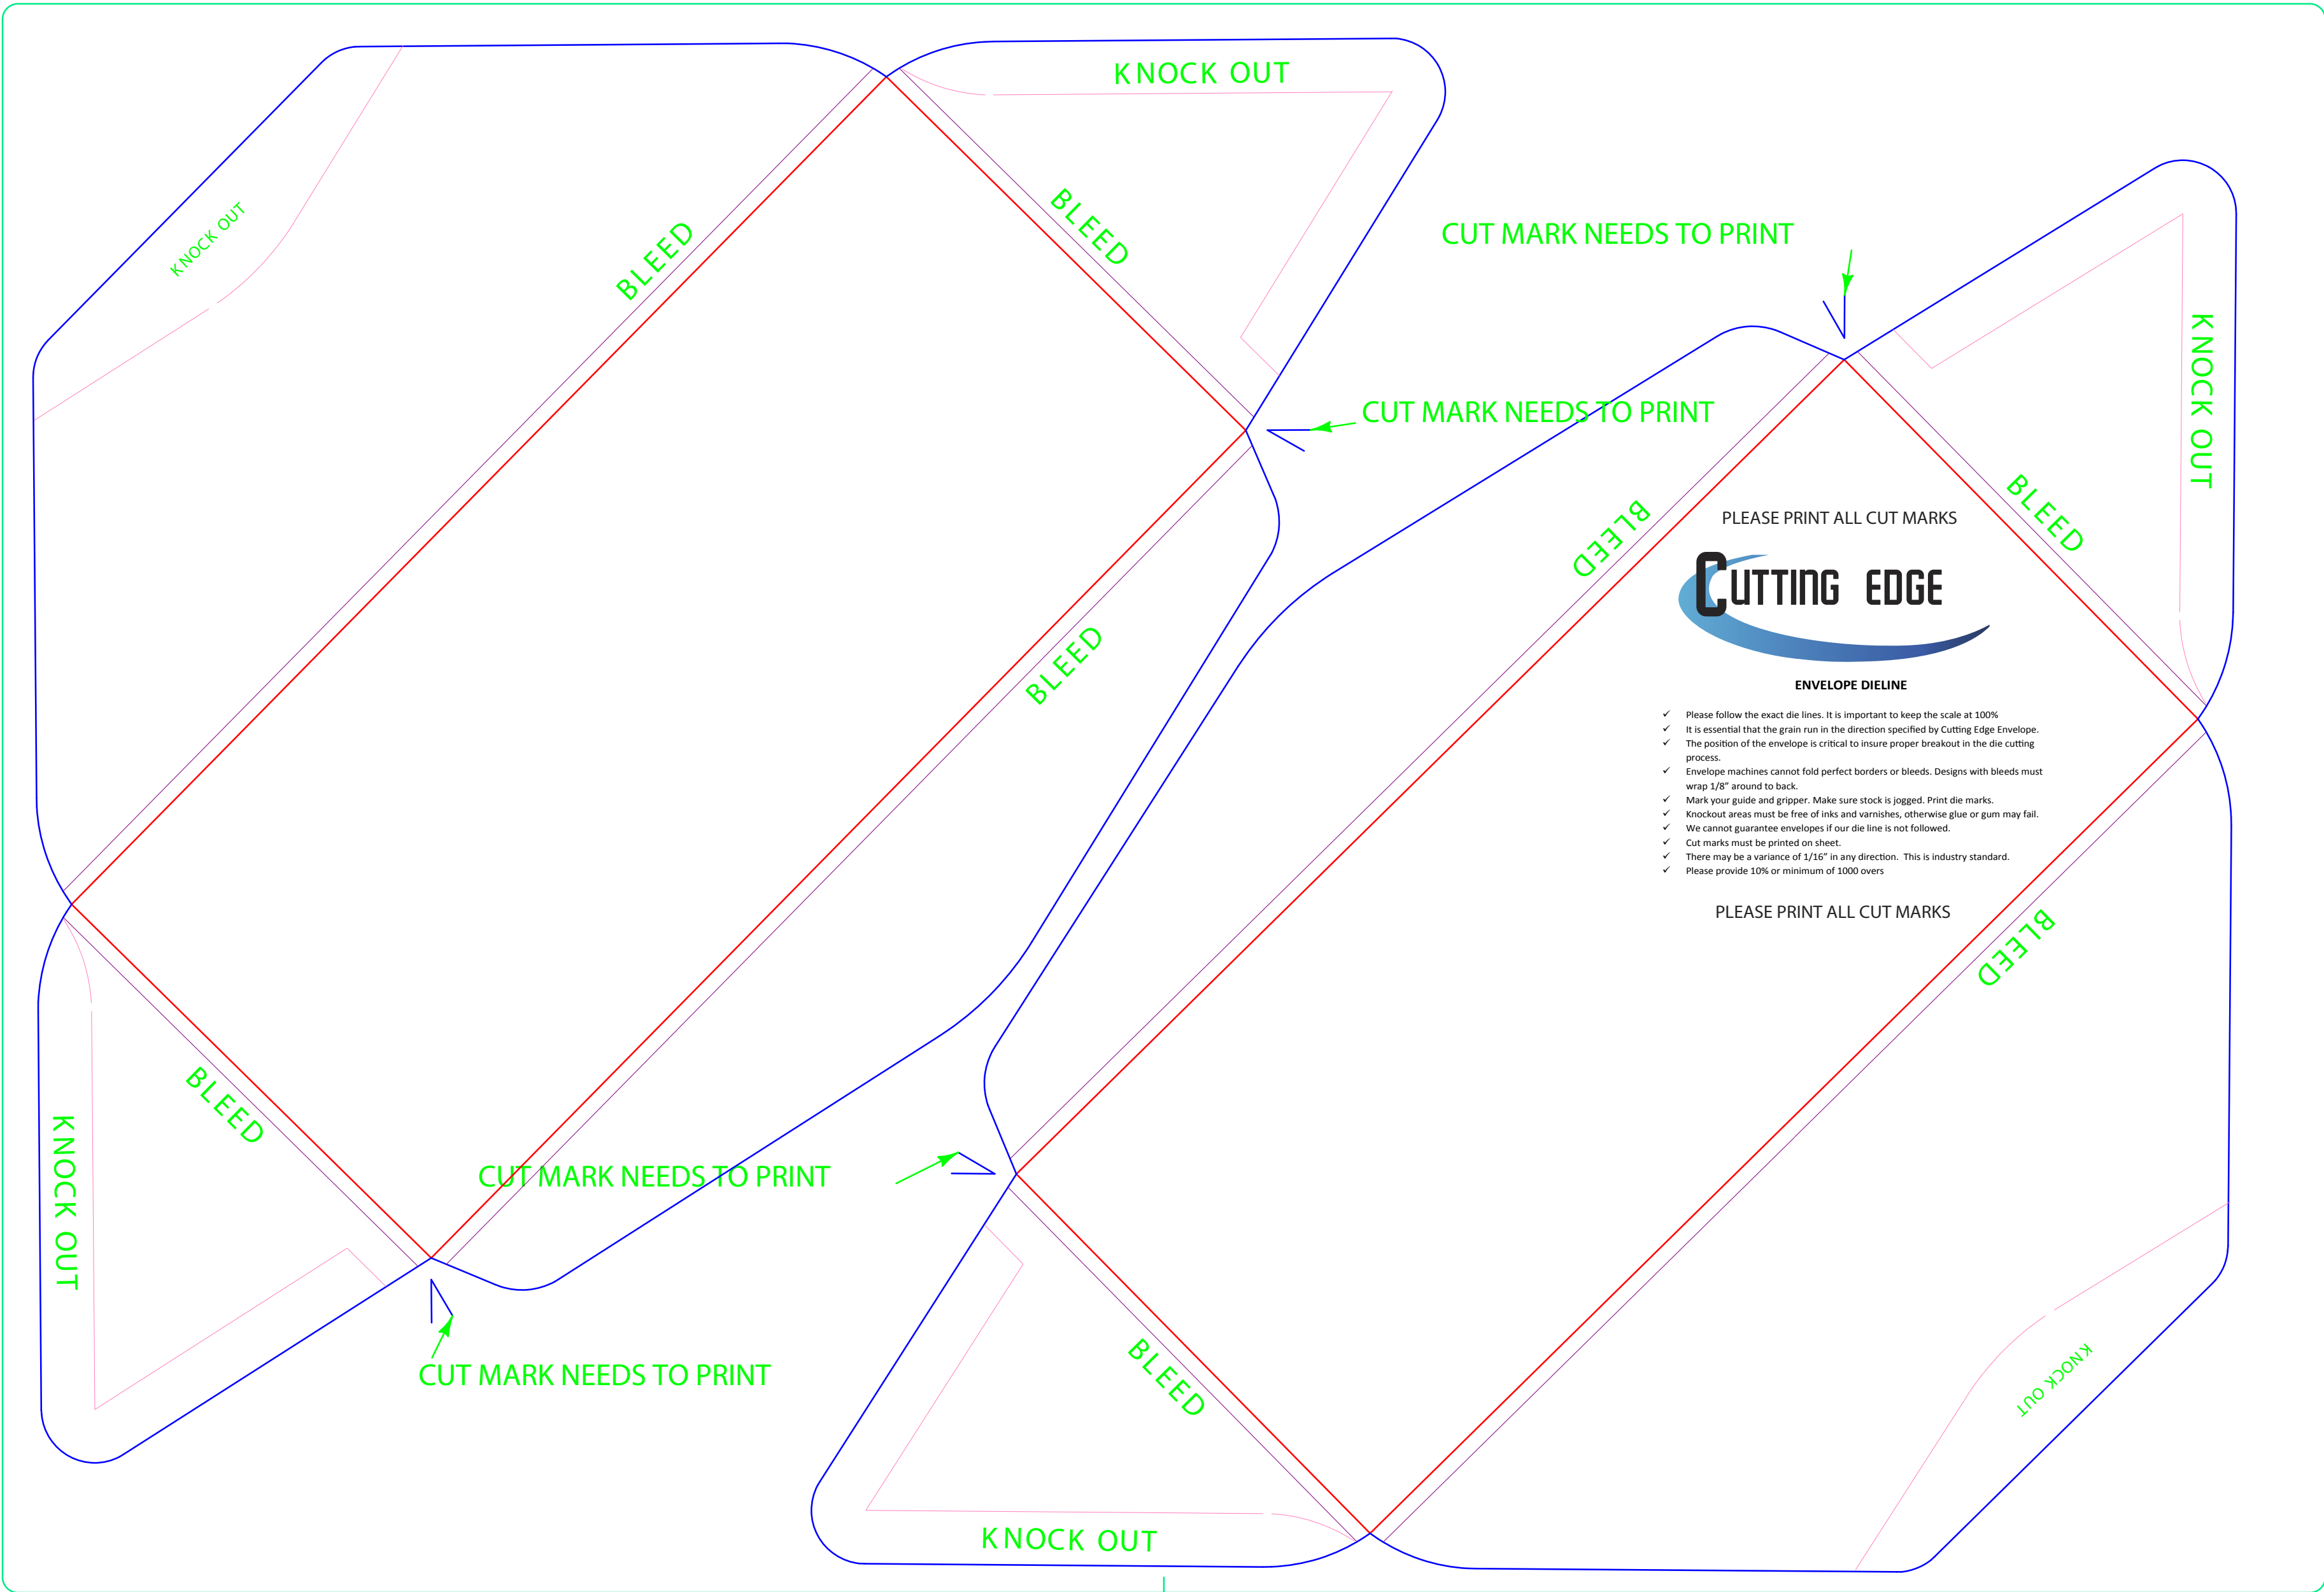 KNOCK OUT
KNOCK OUT
BLEED
BLEED
CUT MARK NEEDS TO PRINT
KNOCK OUT
CUT MARK NEEDS TO PRINT
BLEED
BLEED
PLEASE PRINT ALL CUT MARKS
CUTTING EDGE
ENVELOPE DIELINE
✓ Please follow the exact die lines. It is important to keep the scale at 100%
✓ It is essential that the grain run in the direction specified by Cutting Edge Envelope.
✓ The position of the envelope is critical to insure proper breakout in the die cutting
process.
✓ Envelope machines cannot fold perfect borders or bleeds. Designs with bleeds must
wrap 1/8” around to back.
✓ Mark your guide and gripper. Make sure stock is jogged. Print die marks.
✓ Knockout areas must be free of inks and varnishes, otherwise glue or gum may fail.
✓ We cannot guarantee envelopes if our die line is not followed.
✓ Cut marks must be printed on sheet.
✓ There may be a variance of 1/16” in any direction.  This is industry standard.
✓ Please provide 10% or minimum of 1000 overs
PLEASE PRINT ALL CUT MARKS
BLEED
BLEED
BLEED
KNOCK OUT
CUT MARK NEEDS TO PRINT
CUT MARK NEEDS TO PRINT
BLEED
KNOCK OUT
KNOCK OUT